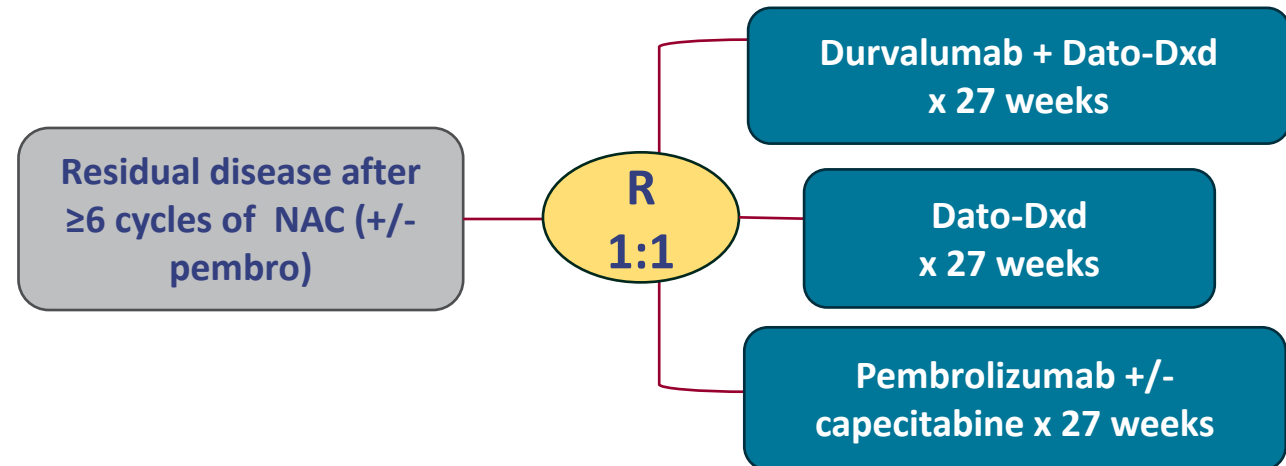 Residual disease after
≥6 cycles of  NAC (+/-
pembro)
R
1:1
Durvalumab + Dato-Dxd
x 27 weeks
Dato-Dxd
x 27 weeks
Pembrolizumab +/-
capecitabine x 27 weeks